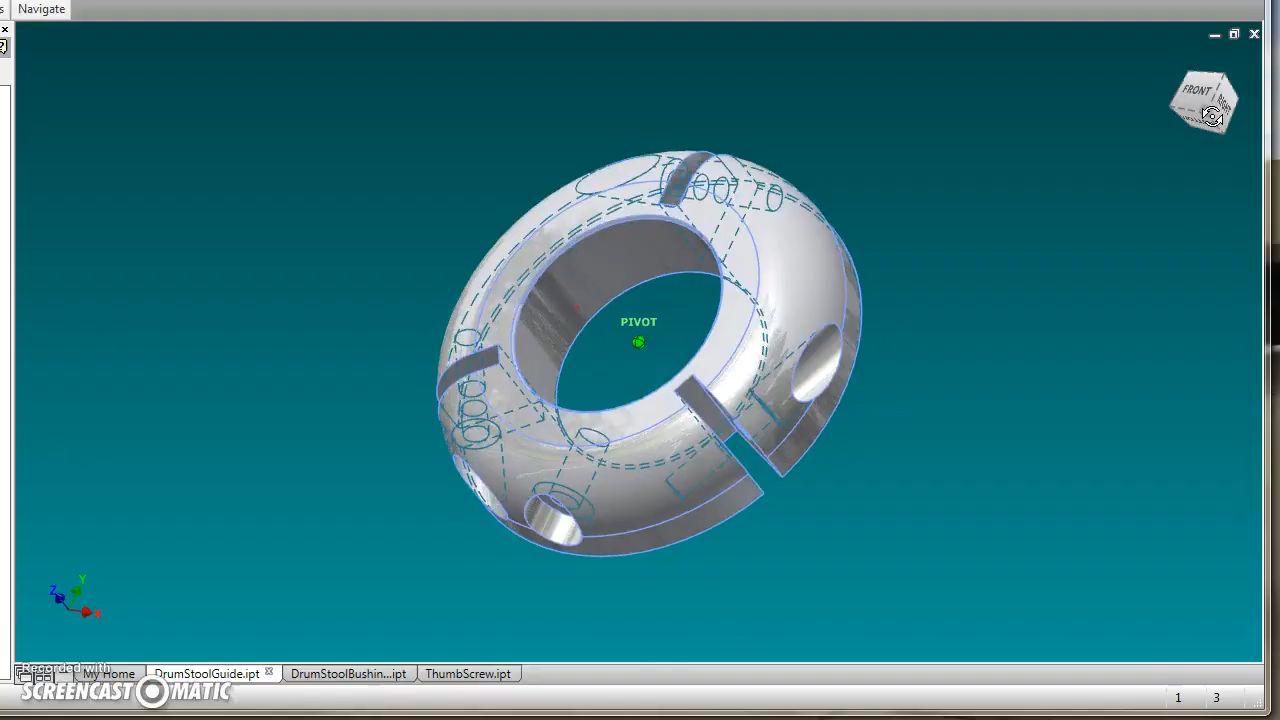 s Navigate
FRONT
RIGHT
PIVOT
Z
Y
X
Recorded with
My Home
DrumStoolGuide.ipt
DrumStoolBushin...ipt
ThumbScrew.ipt
SCREENCAST MATIC
1 3